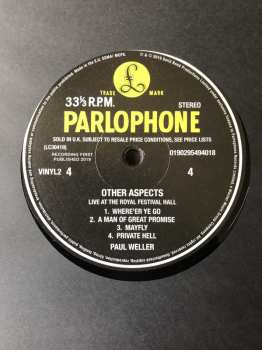 £
TRADE MARK
33⅓ R.P.M. STEREO
PARLOPHONE
SOLD IN U.K. SUBJECT TO RESALE PRICE CONDITIONS, SEE PRICE LISTS
(LC30419)
RECORDING FIRST
PUBLISHED 2019
0190295494018
VINYL2 4 4
OTHER ASPECTS
LIVE AT THE ROYAL FESTIVAL HALL
1. WHERE'ER YE GO
2. A MAN OF GREAT PROMISE
3. MAYFLY
4. PRIVATE HELL
PAUL WELLER